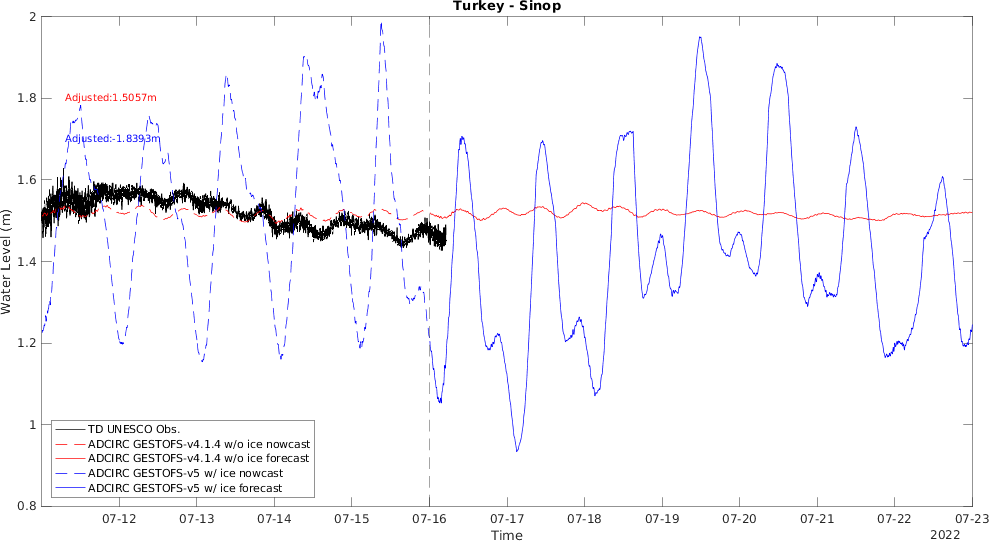 Turkey - Sinop
2
1.8
1.6
1.4
1.2
1
0.8
Water Level (m)
Adjusted:1.5057m
Adjusted:-1.8393m
TD UNESCO Obs.
ADCIRC GESTOFS-v4.1.4 w/o ice nowcast
ADCIRC GESTOFS-v4.1.4 w/o ice forecast
ADCIRC GESTOFS-v5 w/ ice nowcast
ADCIRC GESTOFS-v5 w/ ice forecast
07-12 07-13 07-14 07-15 07-16 07-17 07-18 07-19 07-20 07-21 07-22 07-23
Time
2022